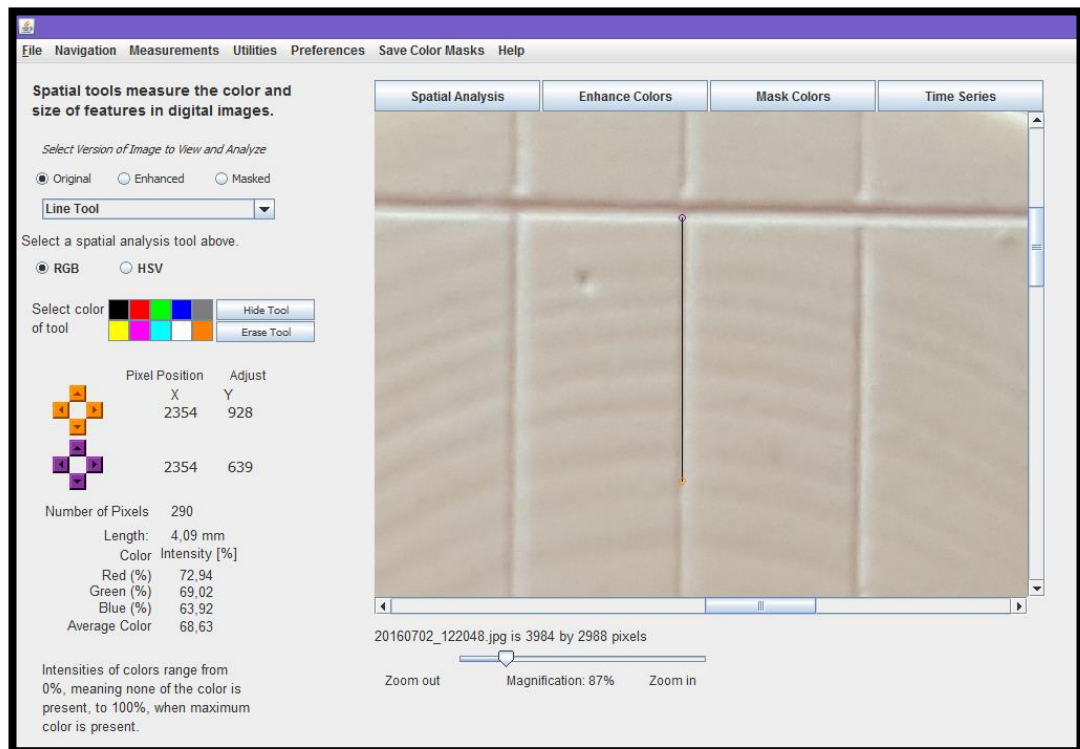 File Navigation Measurements Utilities Preferences Save Color Masks Help
Spatial tools measure the color and
size of features in digital images.
Select Version of Image to View and Analyze
Original Enhanced Masked
Line Tool
Select a spatial analysis tool above.
RGB HSV
Select color
of tool
Hide Tool
Erase Tool
Pixel Position Adjust
X Y
2354 928
2354 639
Number of Pixels 290
Length: 4,09 mm
Color Intensity [%]
Red (%) 72,94
Green (%) 69,02
Blue (%) 63,92
Average Color 68,63
Intensities of colors range from
0%, meaning none of the color is
present, to 100%, when maximum
color is present.
Spatial Analysis Enhance Colors Mask Colors Time Series
20160702_122048.jpg is 3984 by 2988 pixels
Zoom out Magnification: 87% Zoom in